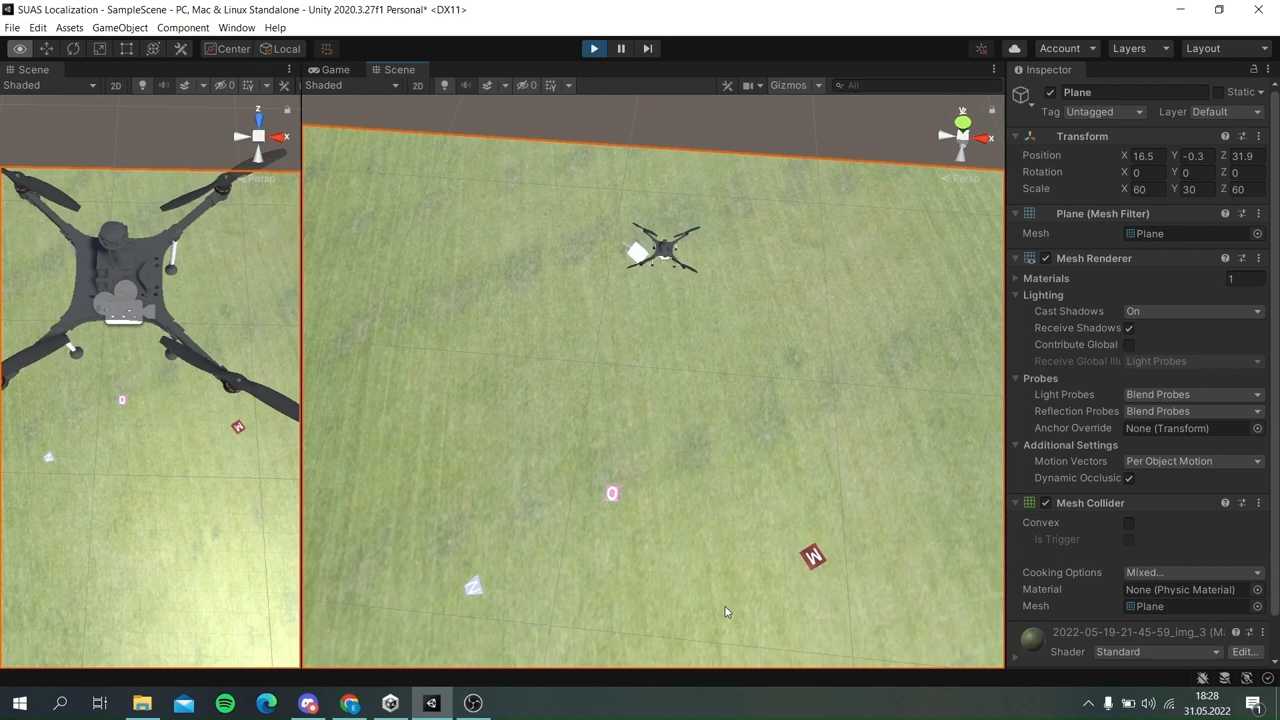 SUAS Localization - SampleScene - PC, Mac & Linux Standalone - Unity 2020.3.27f1 Personal* <DX11>
File Edit Assets GameObject Component Window Help
Center Local Account Layers Layout
Scene Game Scene Inspector
Shaded 2D 0 Shaded 2D 0 Gizmos All
Plane Static
Tag Untagged Layer Default
z x Persp
y x Persp
Transform
Position X 16.5 Y -0.3 Z 31.9
Rotation X 0 Y 0 Z 0
Scale X 60 Y 30 Z 60
Plane (Mesh Filter)
Mesh Plane
Mesh Renderer
Materials 1
Lighting
Cast Shadows On
Receive Shadows
Contribute Global
Receive Global Illu Light Probes
Probes
Light Probes Blend Probes
Reflection Probes Blend Probes
Anchor Override None (Transform)
Additional Settings
Motion Vectors Per Object Motion
Dynamic Occlusic
Mesh Collider
Convex
Is Trigger
Cooking Options Mixed...
Material None (Physic Material)
Mesh Plane
2022-05-19-21-45-59_img_3 (M
Shader Standard Edit...
O
M
O
M
18:28
31.05.2022
1